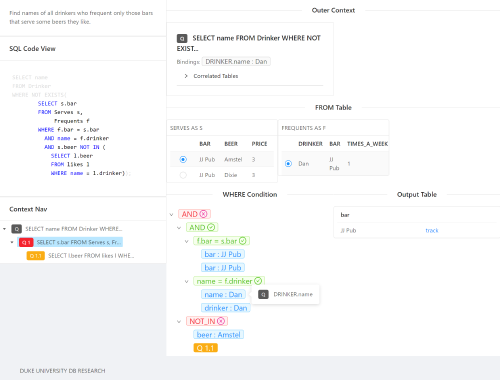 Find names of all drinkers who frequent only those bars
that serve some beers they like.
SQL Code View
SELECT name
FROM Drinker
WHERE NOT EXISTS(
SELECT s.bar
FROM Serves s,
Frequents f
WHERE f.bar = s.bar
AND name = f.drinker
AND s.beer NOT IN (
SELECT l.beer
FROM likes l
WHERE name = l.drinker));
Context Nav
Q SELECT name FROM Drinker WHERE...
Q 1 SELECT s.bar FROM Serves s, Fr...
Q 1.1 SELECT l.beer FROM likes l WHE...
Outer Context
Q SELECT name FROM Drinker WHERE NOT
EXIST...
Bindings: DRINKER.name : Dan
Correlated Tables
FROM Table
SERVES AS S
BAR BEER PRICE
JJ Pub Amstel 3
JJ Pub Dixie 3
FREQUENTS AS F
DRINKER BAR TIMES_A_WEEK
Dan JJ Pub 1
WHERE Condition
AND
AND
f.bar = s.bar
bar : JJ Pub
bar : JJ Pub
name = f.drinker
name : Dan
Q DRINKER.name
drinker : Dan
NOT_IN
beer : Amstel
Q 1.1
Output Table
bar
JJ Pub track
DUKE UNIVERSITY DB RESEARCH